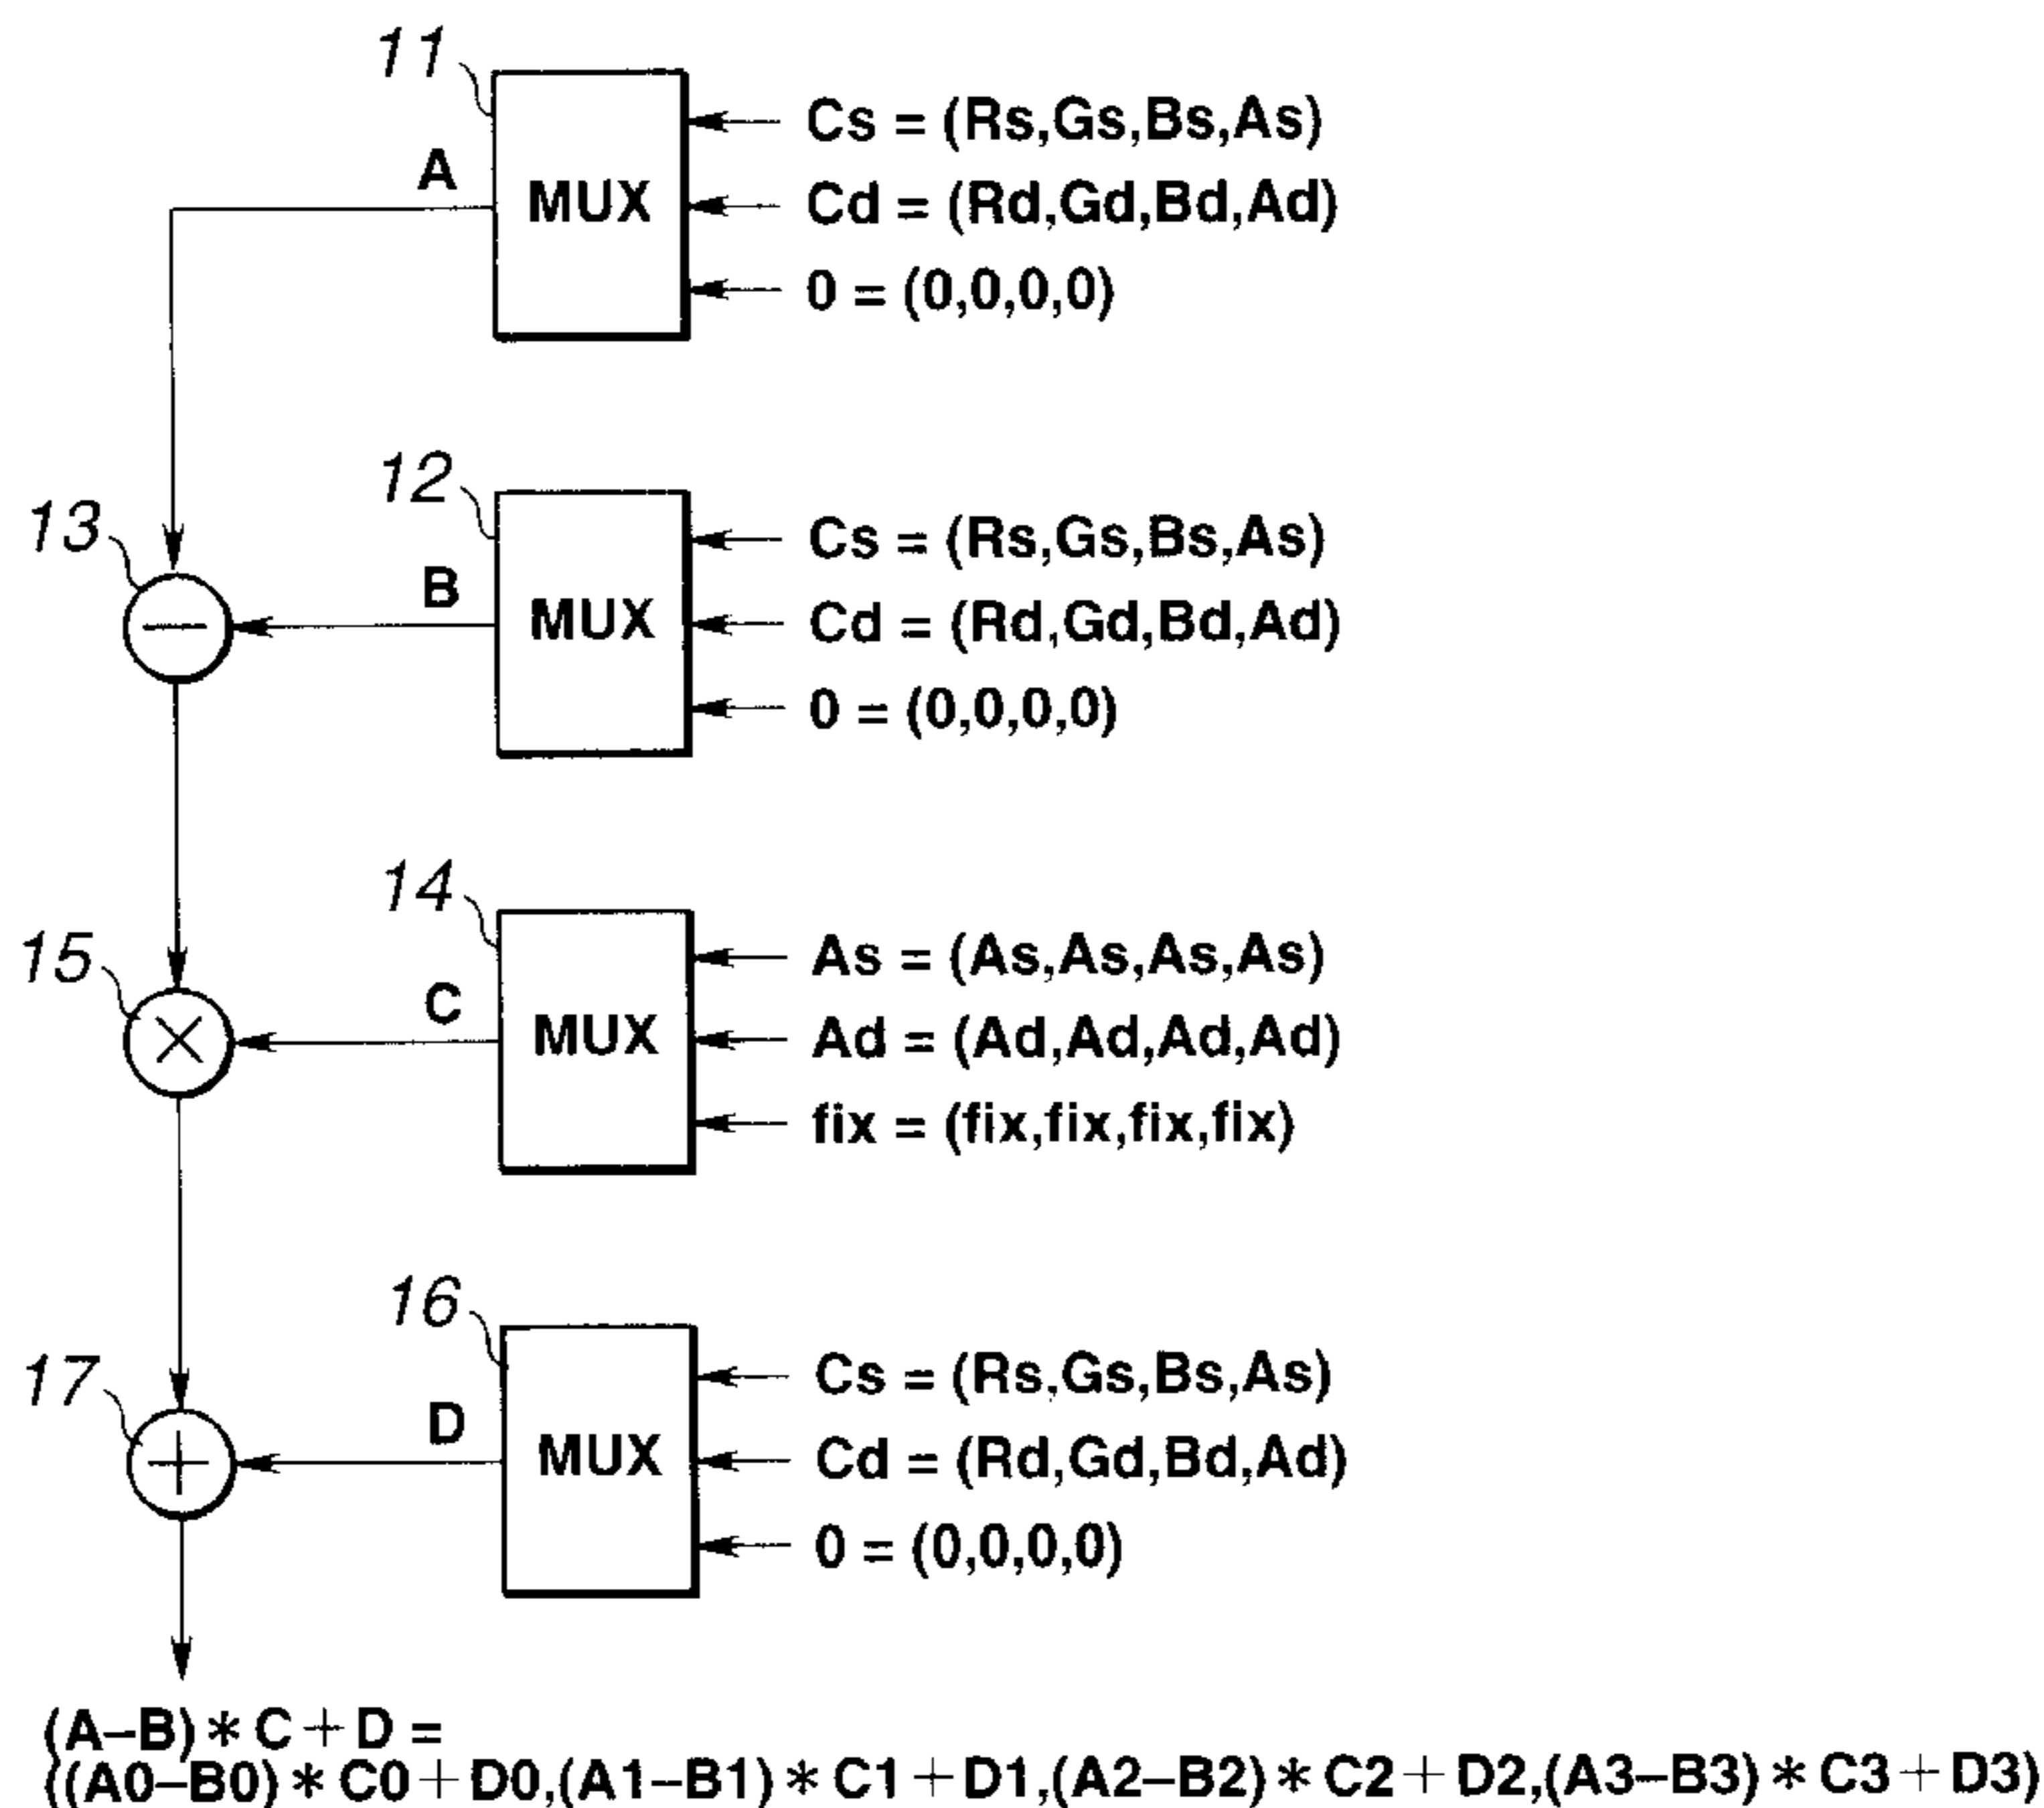 11
Cs = (Rs,Gs,Bs,As)
A
MUX
Cd = (Rd,Gd,Bd,Ad)
0 = (0,0,0,0)
12
13
Cs = (Rs,Gs,Bs,As)
B
MUX
Cd = (Rd,Gd,Bd,Ad)
0 = (0,0,0,0)
14
15
As = (As,As,As,As)
C
MUX
Ad = (Ad,Ad,Ad,Ad)
fix = (fix,fix,fix,fix)
16
17
Cs = (Rs,Gs,Bs,As)
D
MUX
Cd = (Rd,Gd,Bd,Ad)
0 = (0,0,0,0)
(A–B) * C + D =
((A0–B0) * C0 + D0,(A1–B1) * C1 + D1,(A2–B2) * C2 + D2,(A3–B3) * C3 + D3)